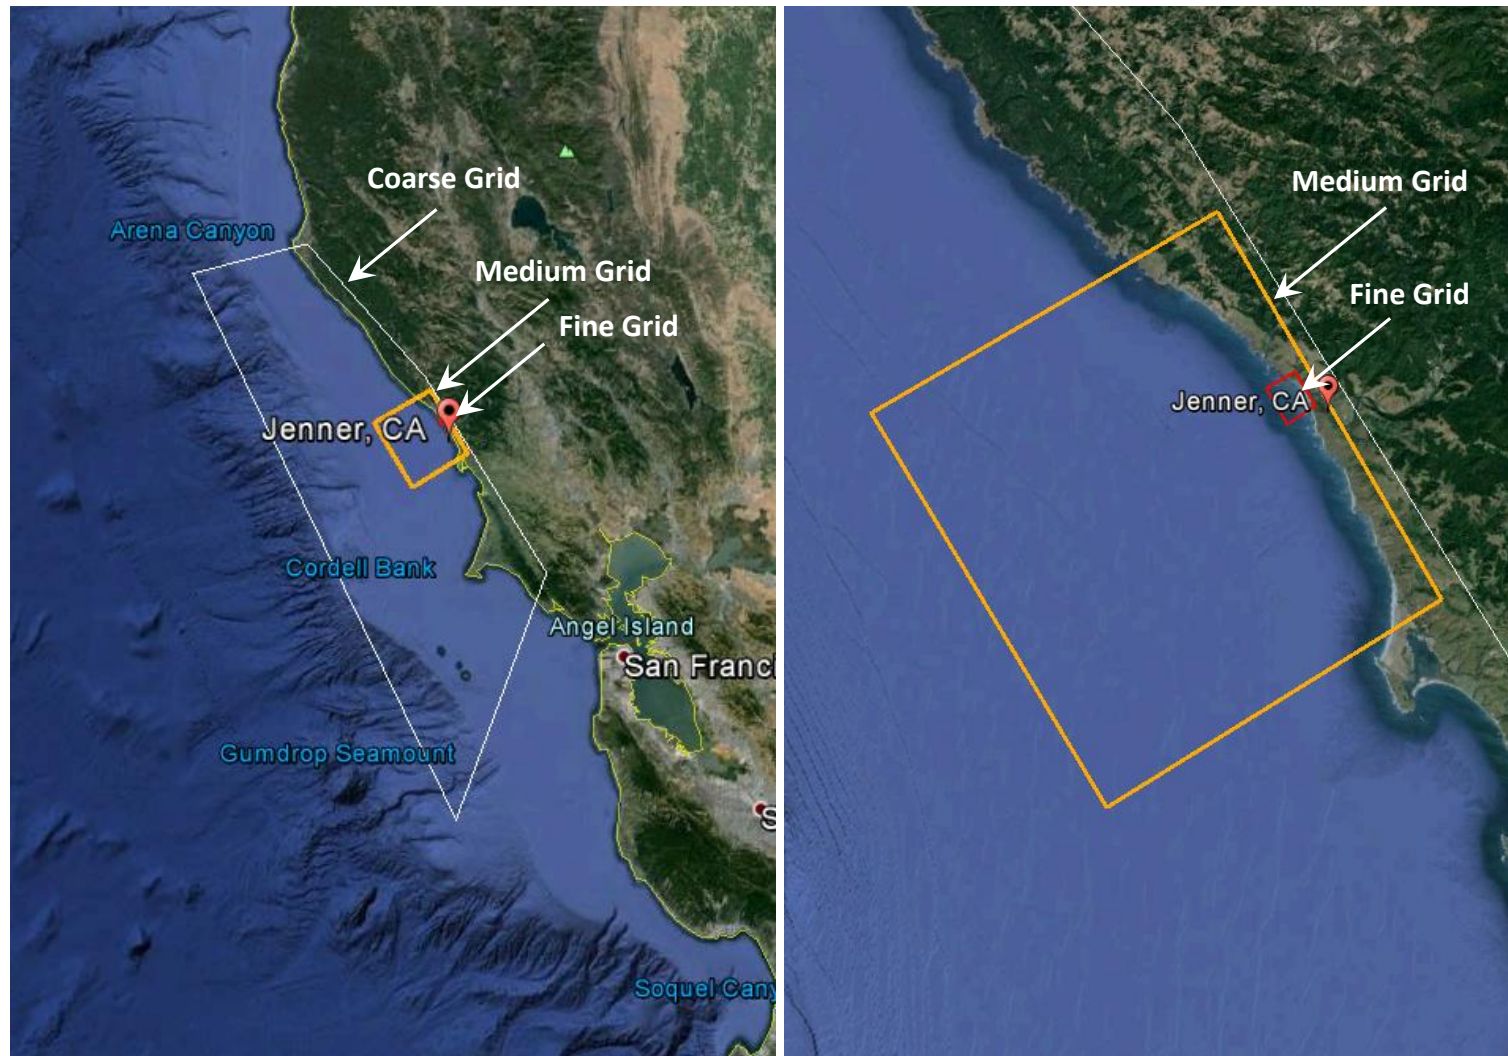 Coarse Grid
Arena Canyon
Medium Grid
Fine Grid
Jenner, CA
Cordell Bank
Angel Island
San Franci
Gumdrop Seamount
S
Soquel Cany
Medium Grid
Fine Grid
Jenner, CA